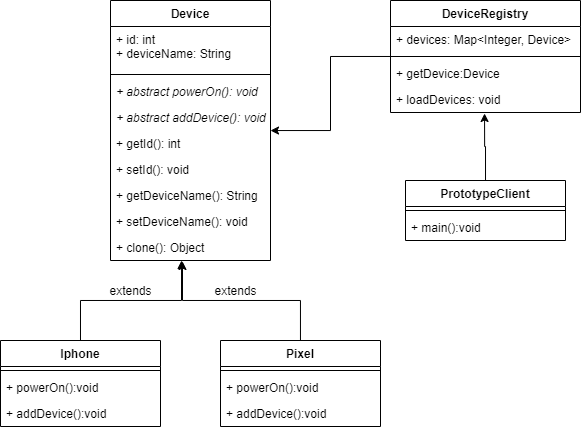 Device
+ id: int
+ deviceName: String
+ abstract powerOn(): void
+ abstract addDevice(): void
+ getId(): int
+ setId(): void
+ getDeviceName(): String
+ setDeviceName(): void
+ clone(): Object
DeviceRegistry
+ devices: Map<Integer, Device>
+ getDevice:Device
+ loadDevices: void
PrototypeClient
+ main():void
extends
extends
Iphone
+ powerOn():void
+ addDevice():void
Pixel
+ powerOn():void
+ addDevice():void